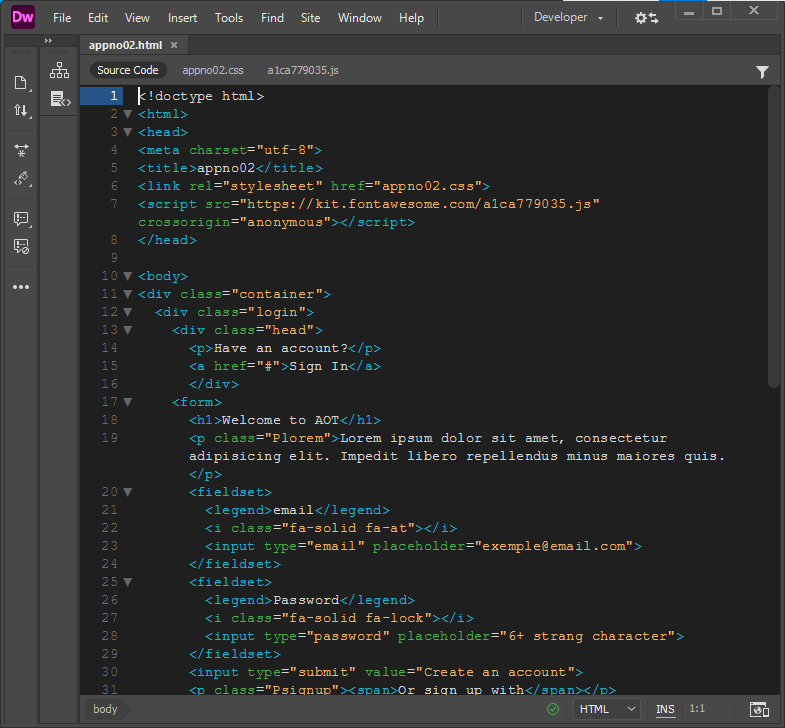 Dw File Edit View Insert Tools Find Site Window Help Developer
appno02.html
Source Code appno02.css a1ca779035.js
1 <!doctype html>
2 <html>
3 <head>
4 <meta charset="utf-8">
5 <title>appno02</title>
6 <link rel="stylesheet" href="appno02.css">
7 <script src="https://kit.fontawesome.com/a1ca779035.js"
crossorigin="anonymous"></script>
8 </head>
9
10 <body>
11 <div class="container">
12 <div class="login">
13 <div class="head">
14 <p>Have an account?</p>
15 <a href="#">Sign In</a>
16 </div>
17 <form>
18 <h1>Welcome to AOT</h1>
19 <p class="Plorem">Lorem ipsum dolor sit amet, consectetur
adipisicing elit. Impedit libero repellendus minus maiores quis.
</p>
20 <fieldset>
21 <legend>email</legend>
22 <i class="fa-solid fa-at"></i>
23 <input type="email" placeholder="exemple@email.com">
24 </fieldset>
25 <fieldset>
26 <legend>Password</legend>
27 <i class="fa-solid fa-lock"></i>
28 <input type="password" placeholder="6+ strang character">
29 </fieldset>
30 <input type="submit" value="Create an account">
31 <p class="Psignup"><span>Or sign up with</span></p>
body HTML INS 1:1